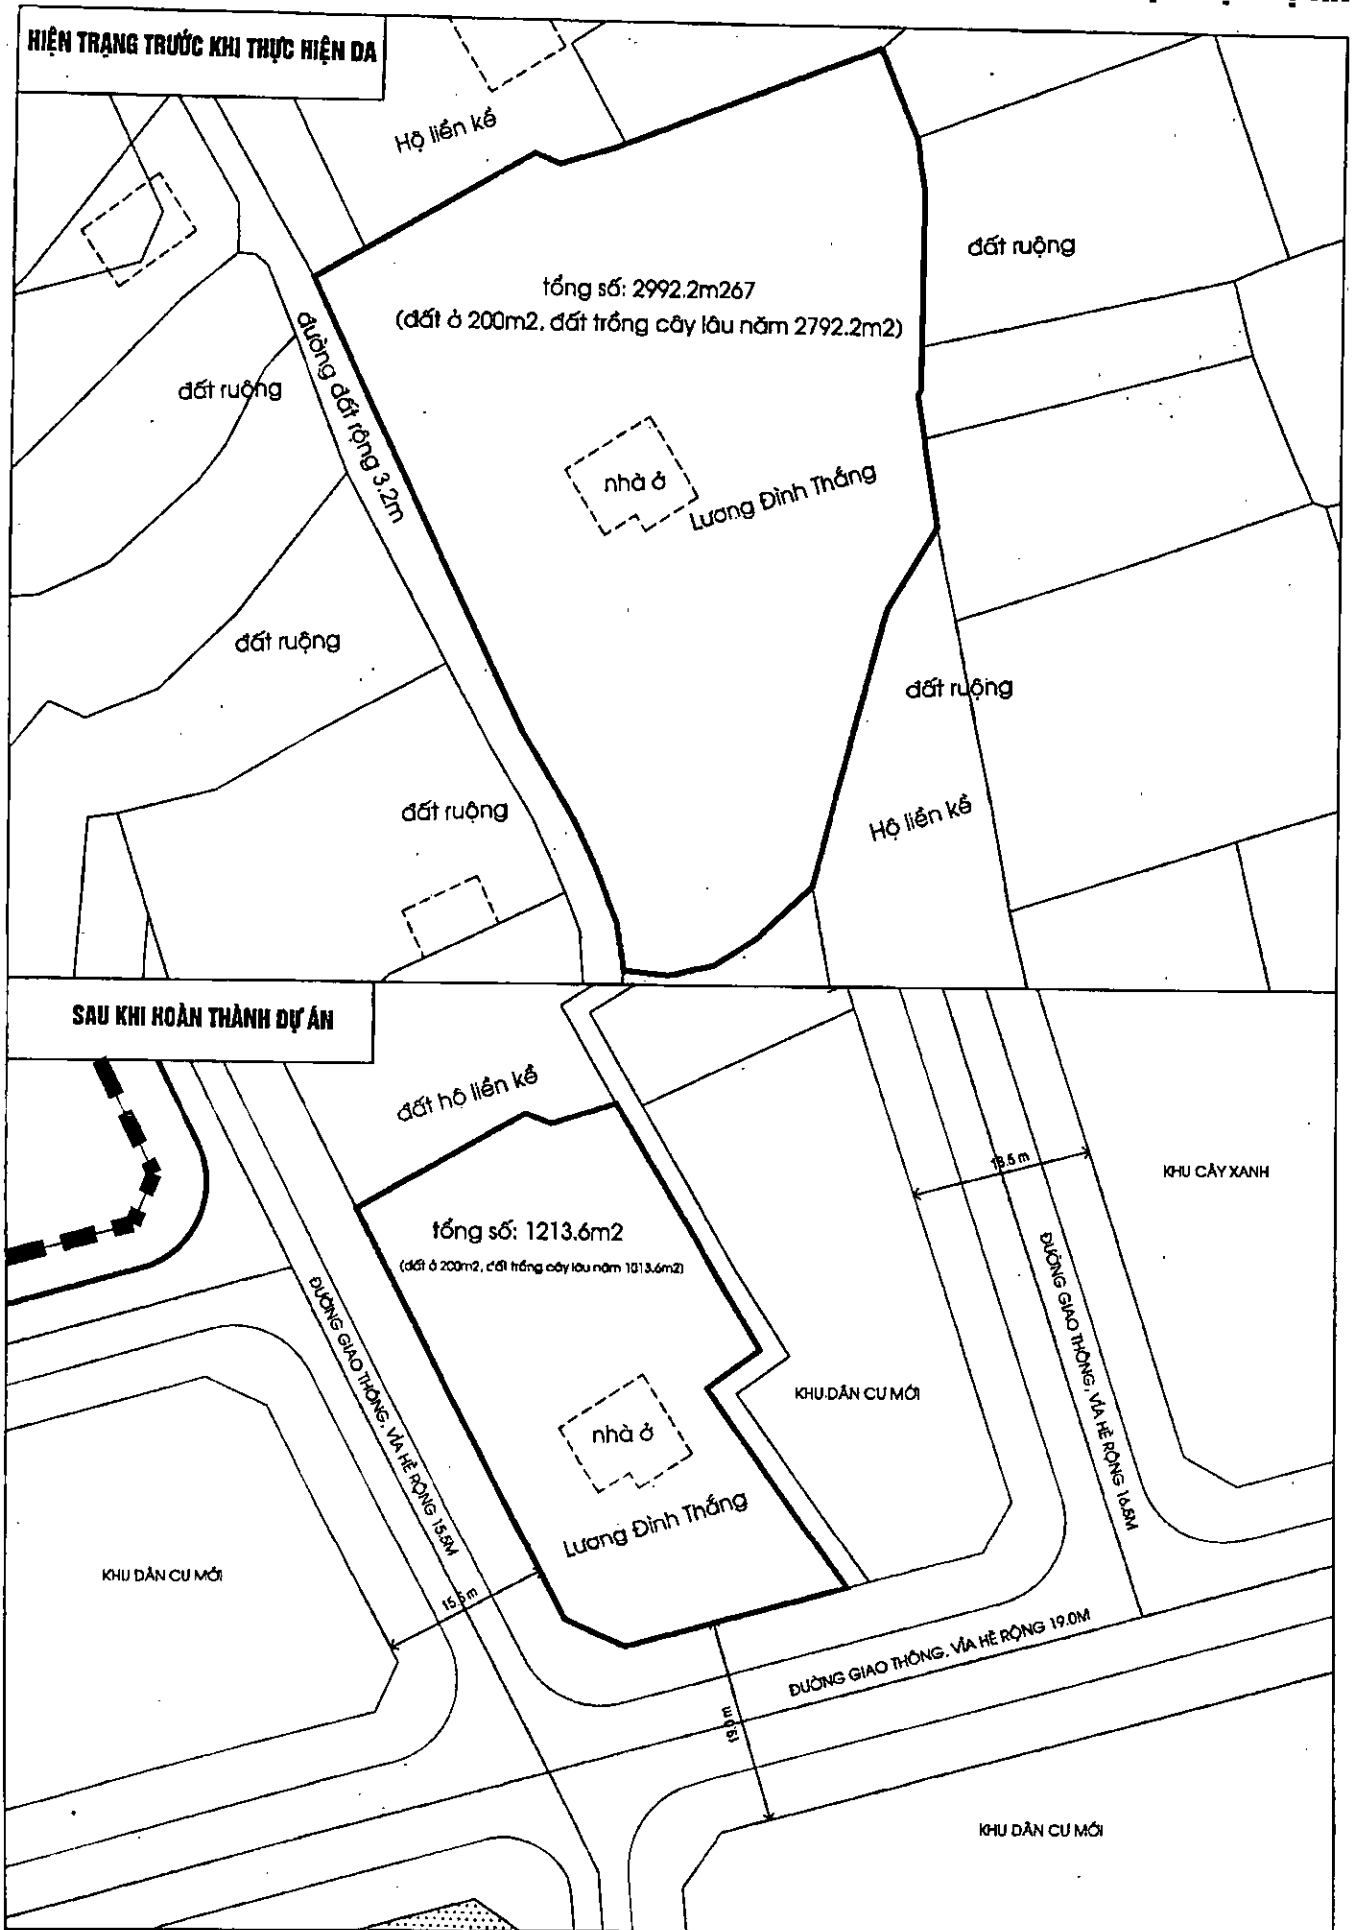 HIỆN TRẠNG TRƯỚC KHI THỰC HIỆN DA
Hộ liền kề
đất ruộng
tổng số: 2992.2m267
(đất ở 200m2, đất trồng cây lâu năm 2792.2m2)
đường đất rộng 3.2m
đất ruộng
nhà ở
Lương Đình Thắng
đất ruộng
đất ruộng
đất ruộng
Hộ liền kề
SAU KHI HOÀN THÀNH DỰ ÁN
đất hộ liền kề
18.5 m
KHU CÂY XANH
tổng số: 1213.6m2
(đất ở 200m2, đất trồng cây lâu năm 1013.6m2)
ĐƯỜNG GIAO THÔNG, VỈA HÈ RỘNG 15.5M
ĐƯỜNG GIAO THÔNG, VỈA HÈ RỘNG 16.5M
KHU DÂN CƯ MỚI
nhà ở
Lương Đình Thắng
KHU DÂN CƯ MỚI
15.5 m
ĐƯỜNG GIAO THÔNG, VỈA HÈ RỘNG 19.0M
19.0 m
KHU DÂN CƯ MỚI